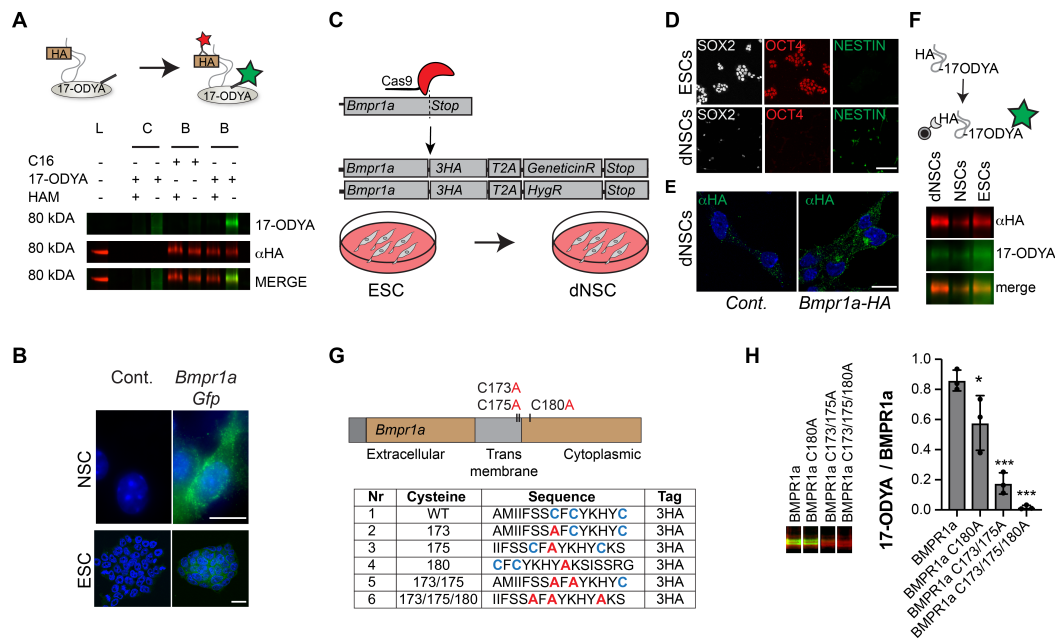 A
HA
17-ODYA
HA
17-ODYA
L C B B
C16 - - - + + - -
17-ODYA - + + - - + +
HAM - + - + - + -
80 kDA 17-ODYA
80 kDA αHA
80 kDA MERGE
B
Cont. Bmpr1a
Gfp
NSC
ESC
C
Cas9
Bmpr1a Stop
Bmpr1a 3HA T2A GeneticinR Stop
Bmpr1a 3HA T2A HygR Stop
ESC dNSC
D
ESCs
SOX2 OCT4 NESTIN
dNSCs
SOX2 OCT4 NESTIN
E
dNSCs
αHA αHA
Cont. Bmpr1a-HA
F
HA
-17ODYA
HA
-17ODYA
dNSCs
NSCs
ESCs
αHA
17-ODYA
merge
G
C173A
C175A C180A
Bmpr1a
Extracellular Trans
membrane Cytoplasmic
Nr Cysteine Sequence Tag
1 WT AMIIFSSCFCYKHYC 3HA
2 173 AMIIFSSAFCYKHYC 3HA
3 175 IIFSSCFAYKHYCKS 3HA
4 180 CFCYKHYAKSISSRG 3HA
5 173/175 AMIIFSSAFAYKHYC 3HA
6 173/175/180 IIFSSAFAYKHYAKS 3HA
H
BMPR1a
BMPR1a C180A
BMPR1a C173/175A
BMPR1a C173/175/180A
17-ODYA / BMPR1a
1.0
0.8
0.6
0.4
0.2
0.0
*
***
***
BMPR1a
BMPR1a C180A
BMPR1a C173/175A
BMPR1a C173/175/180A